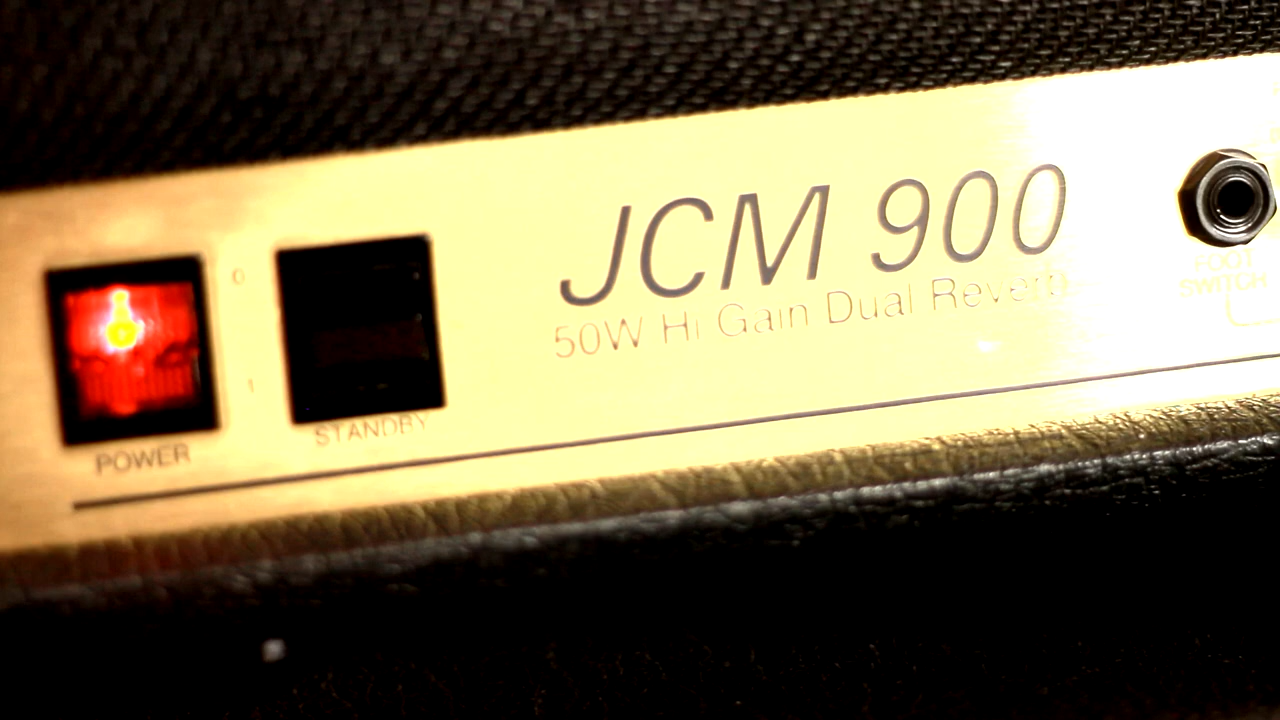 JCM 900
50W Hi Gain Dual Reverb
0
1
POWER
STANDBY
FOOT
SWITCH